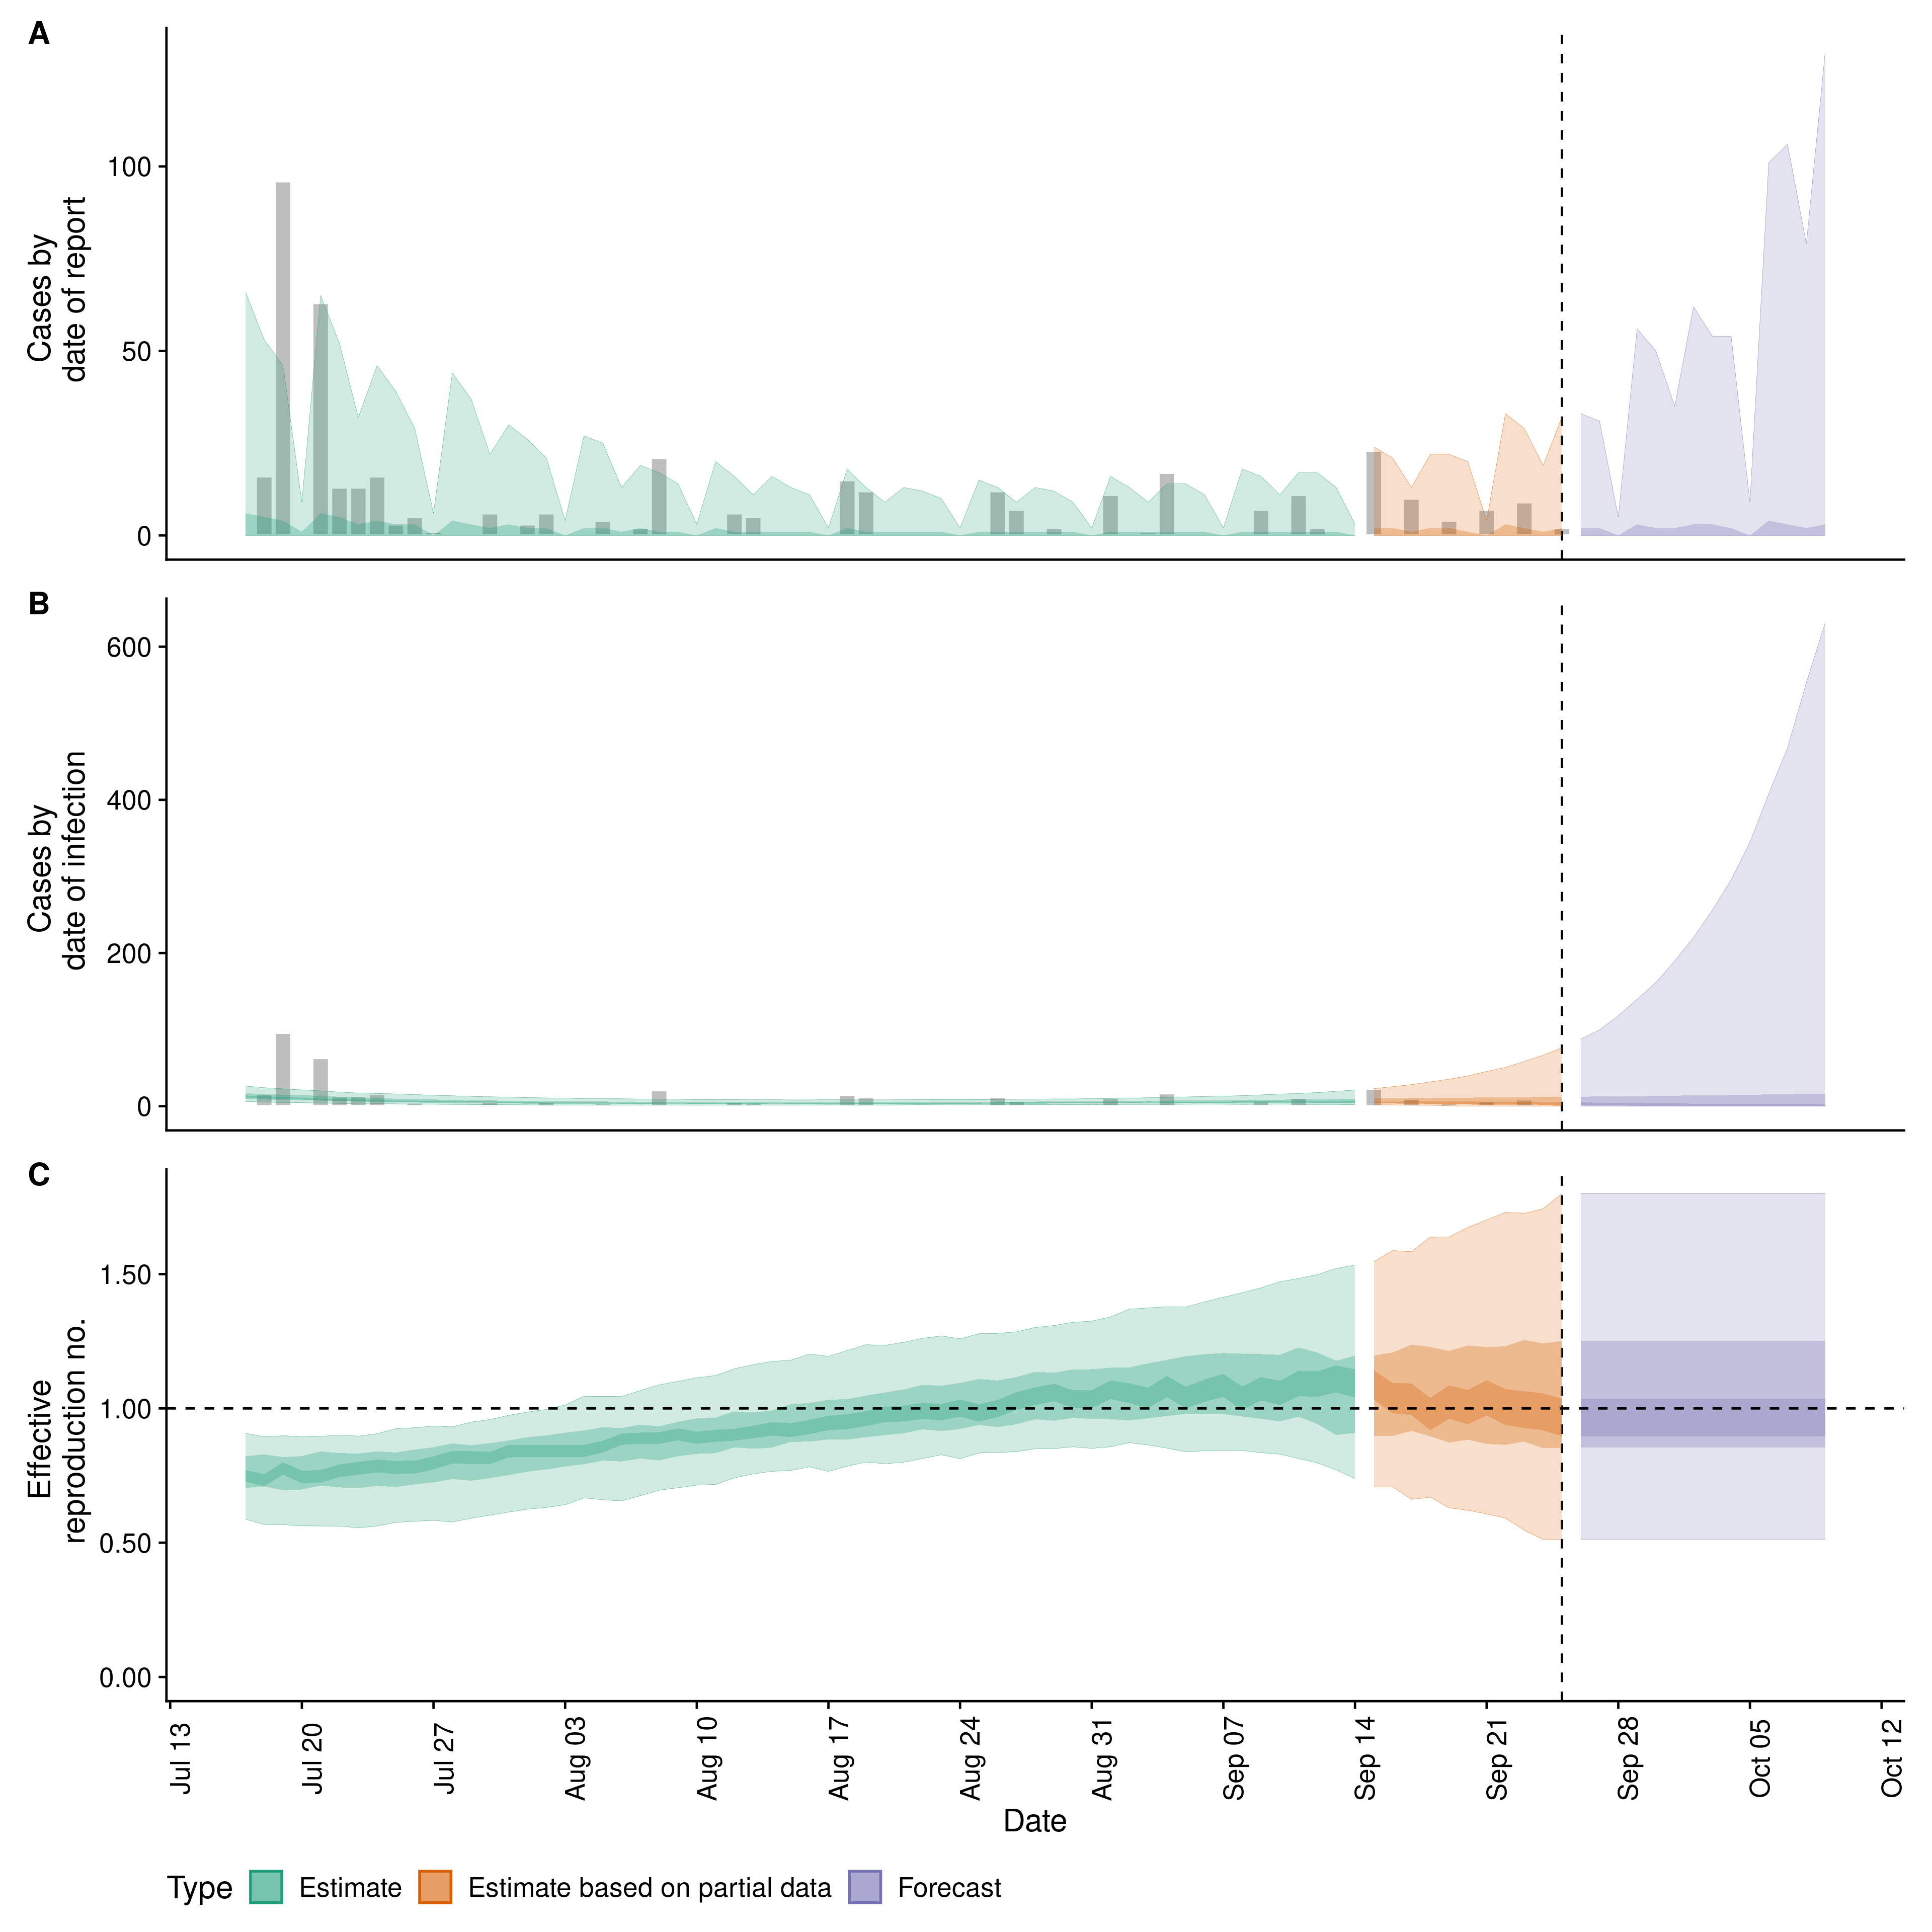 A
Cases by
date of report
100
50
0
B
Cases by
date of infection
600
400
200
0
C
Effective
reproduction no.
1.50
1.00
0.50
0.00
Jul 13
Jul 20
Jul 27
Aug 03
Aug 10
Aug 17
Aug 24
Aug 31
Sep 07
Sep 14
Sep 21
Sep 28
Oct 05
Oct 12
Date
Type Estimate Estimate based on partial data Forecast